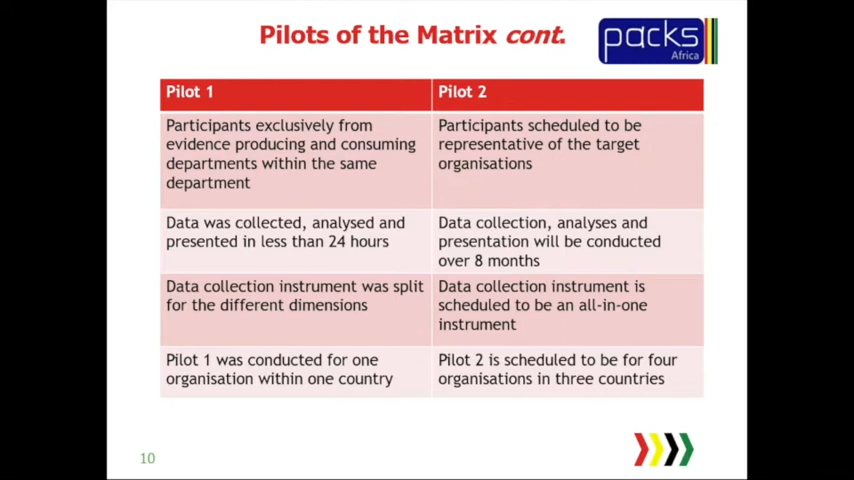 Pilots of the Matrix cont.
packs
Africa
Pilot 1
Pilot 2
Participants exclusively from
evidence producing and consuming
departments within the same
department
Participants scheduled to be
representative of the target
organisations
Data was collected, analysed and
presented in less than 24 hours
Data collection, analyses and
presentation will be conducted
over 8 months
Data collection instrument was split
for the different dimensions
Data collection instrument is
scheduled to be an all-in-one
instrument
Pilot 1 was conducted for one
organisation within one country
Pilot 2 is scheduled to be for four
organisations in three countries
10